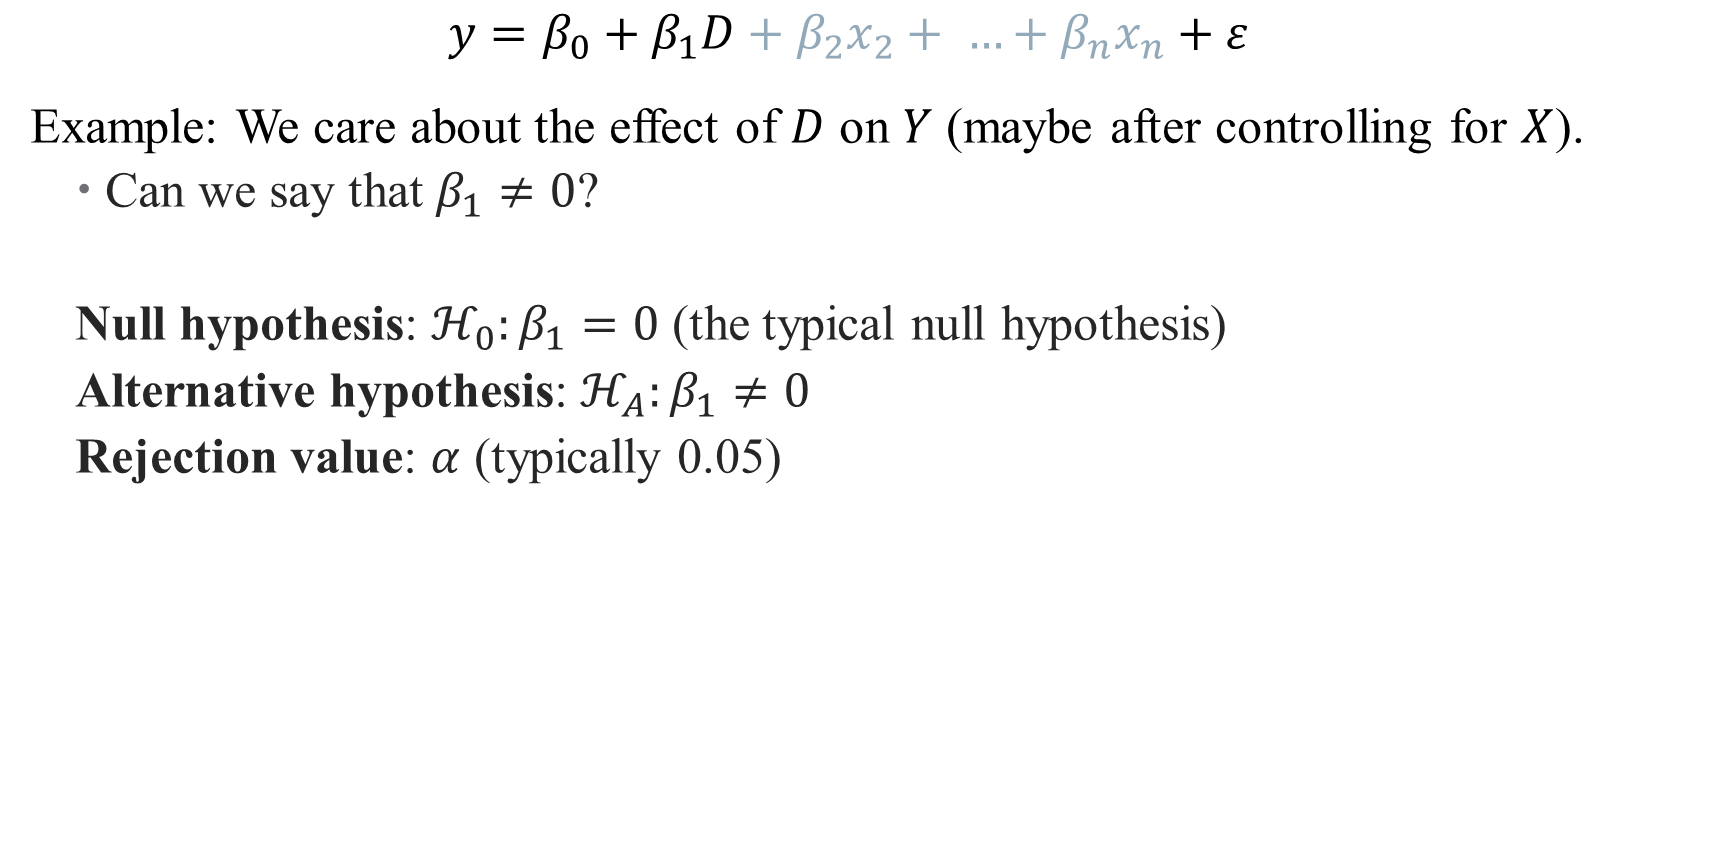 y = β₀ + β₁D + β₂x₂ + … + βₙxₙ + ε
Example: We care about the effect of D on Y (maybe after controlling for X).
• Can we say that β₁ ≠ 0?
Null hypothesis: ℋ₀: β₁ = 0 (the typical null hypothesis)
Alternative hypothesis: ℋ_A: β₁ ≠ 0
Rejection value: α (typically 0.05)